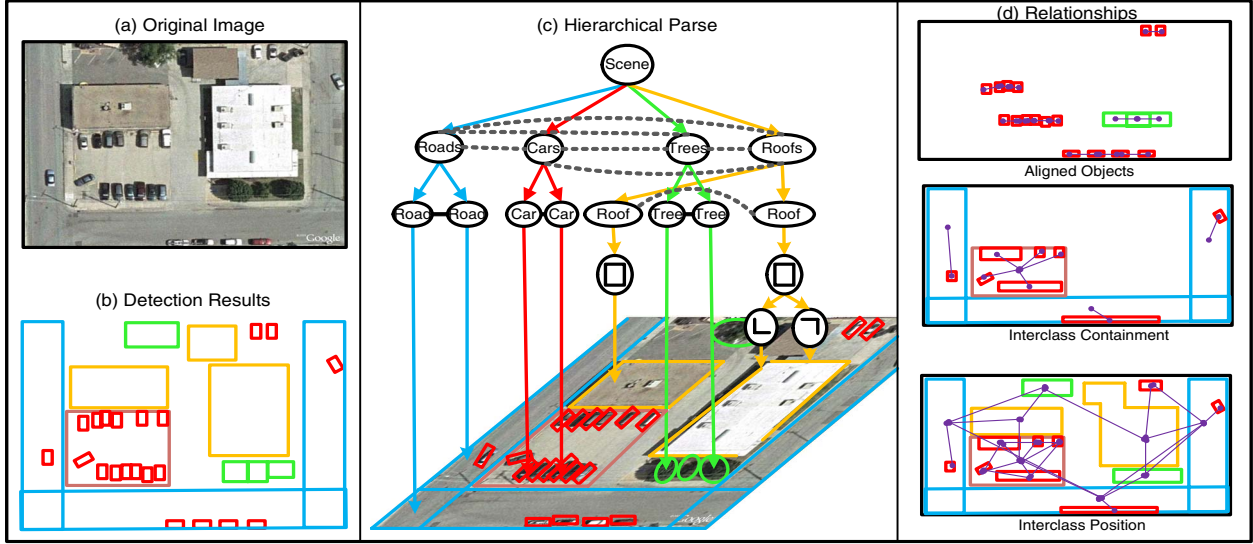 (a) Original Image
Google
(b) Detection Results
(c) Hierarchical Parse
Scene
Roads
Cars
Trees
Roofs
Road
Road
Car
Car
Roof
Tree
Tree
Roof
Google
(d) Relationships
Aligned Objects
Interclass Containment
Interclass Position